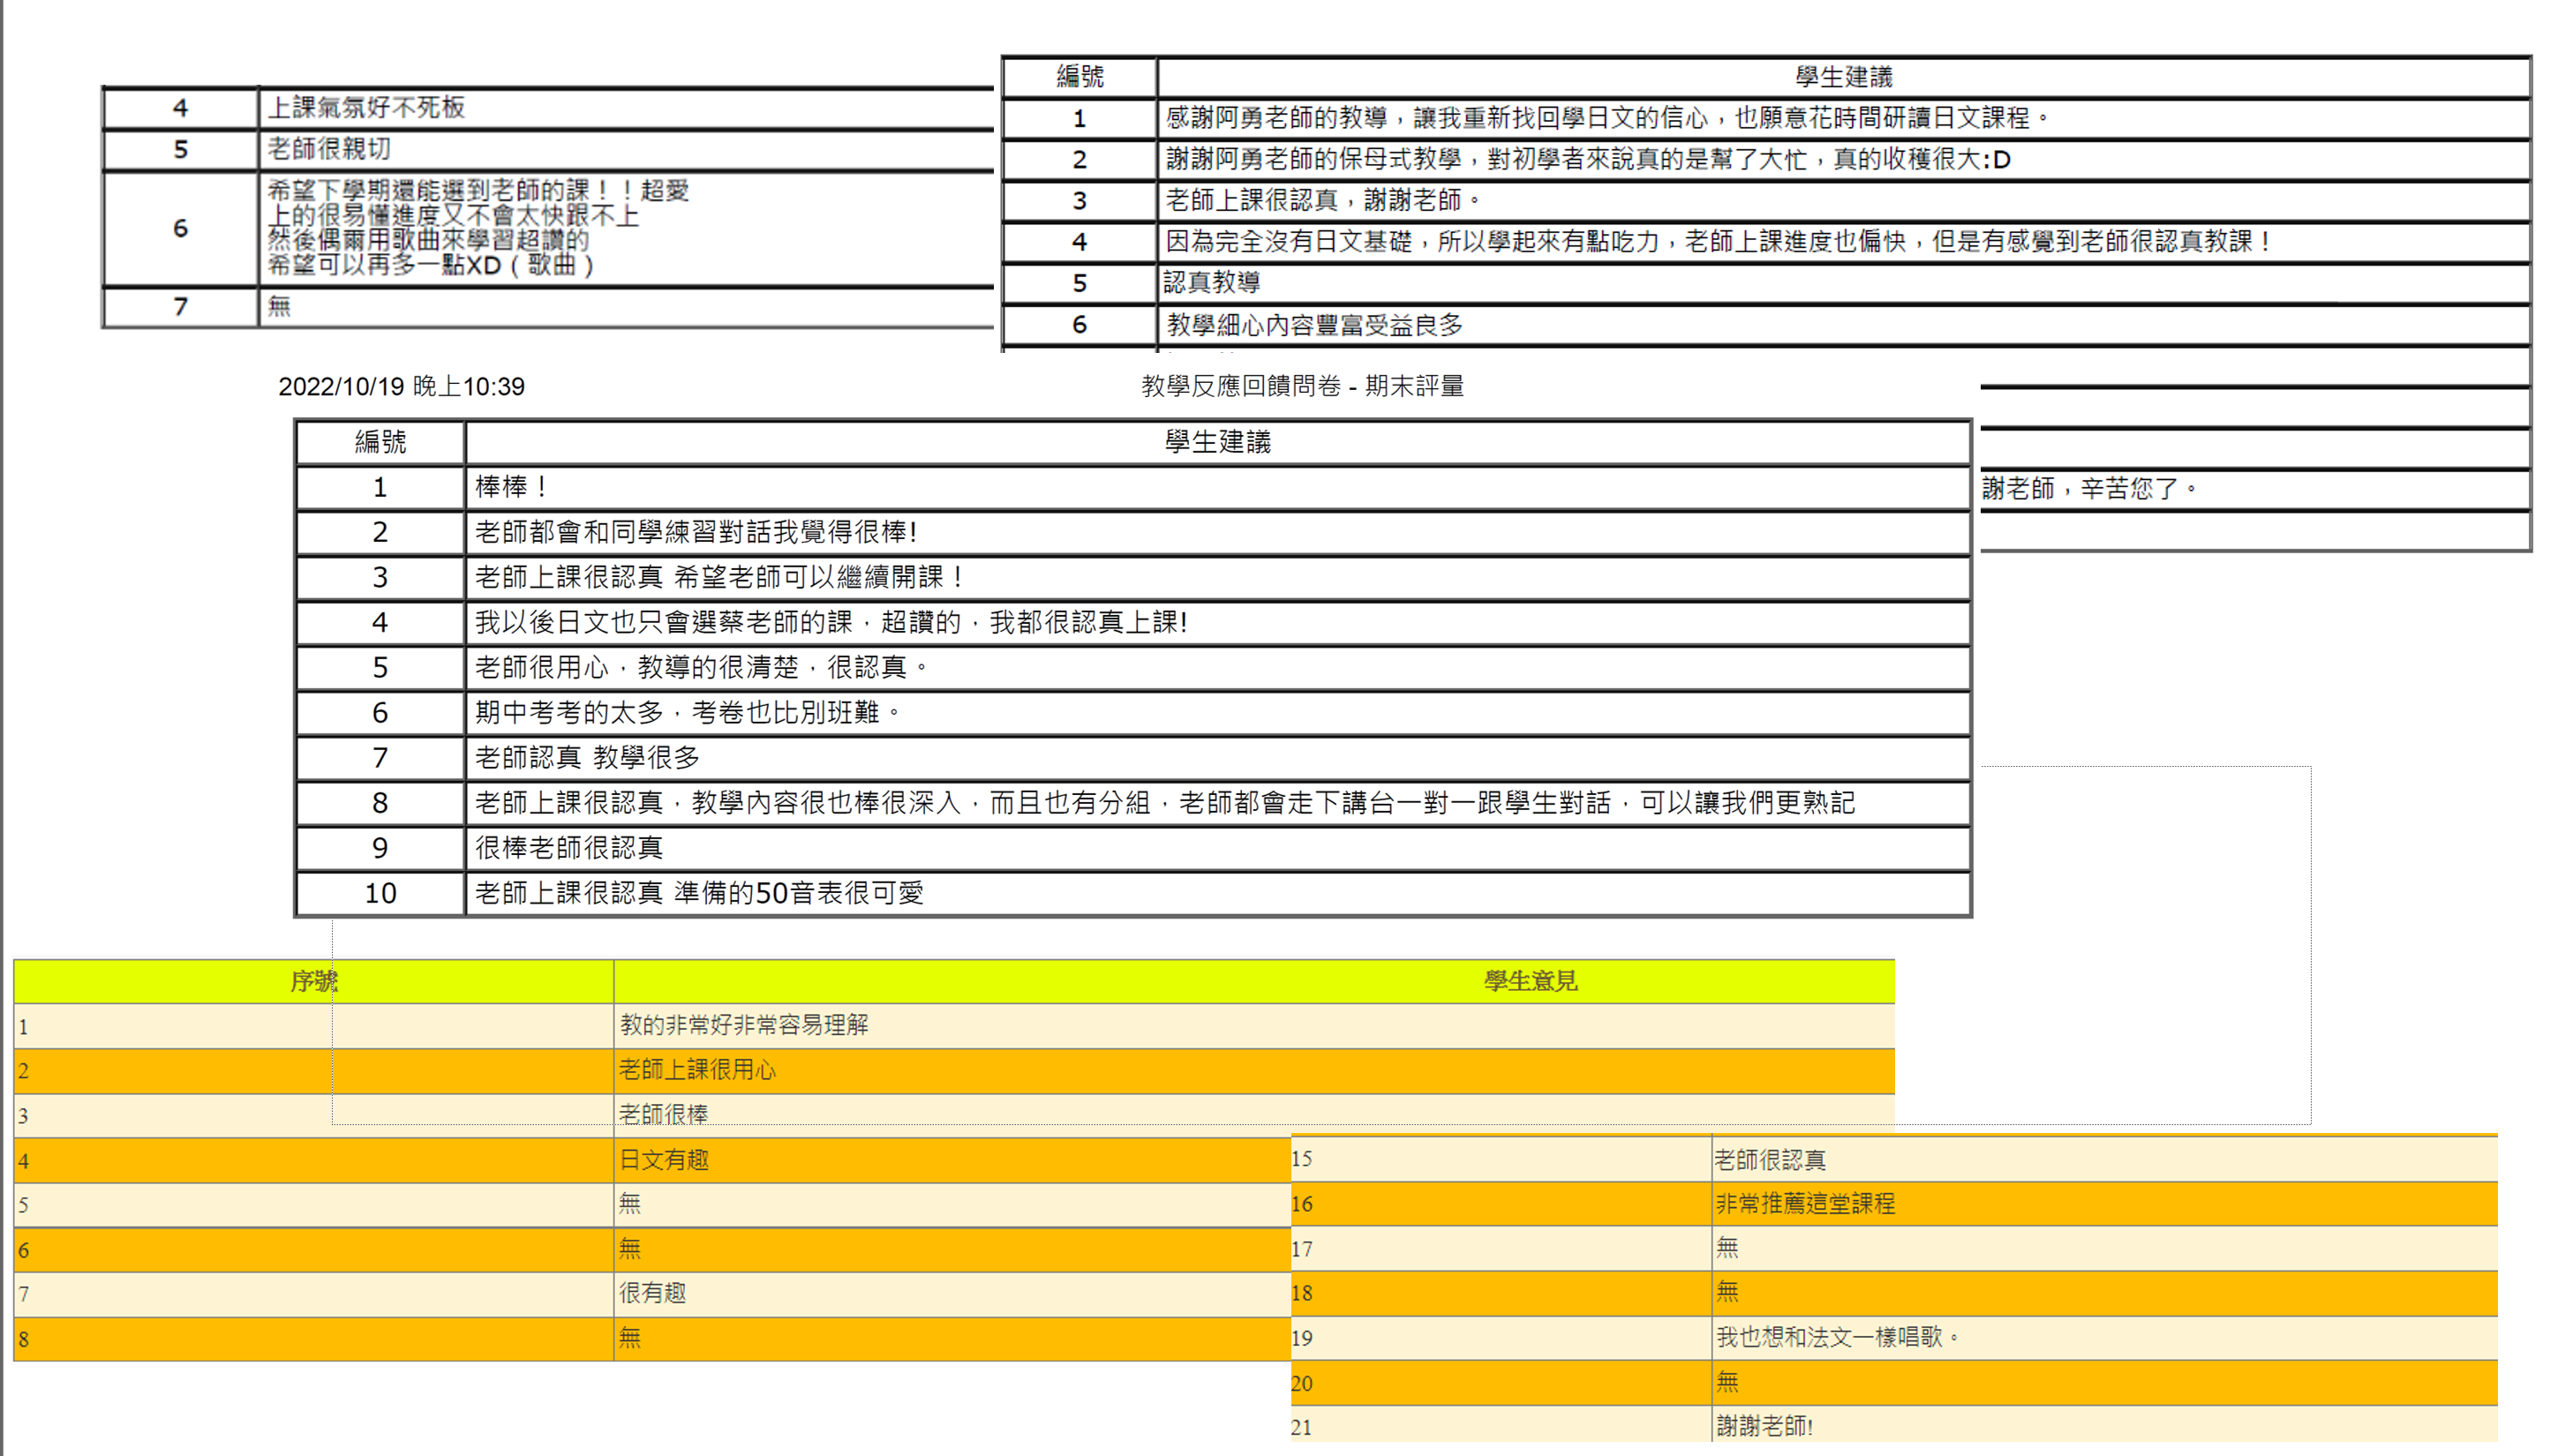 4 上課氣氛好不死板
5 老師很親切
6 希望下學期還能選到老師的課！！超愛
上的很易懂進度又不會太快跟不上
然後偶爾用歌曲來學習超讚的
希望可以再多一點XD（歌曲）
7 無
編號 學生建議
1 感謝阿勇老師的教導，讓我重新找回學日文的信心，也願意花時間研讀日文課程。
2 謝謝阿勇老師的保母式教學，對初學者來說真的是幫了大忙，真的收穫很大:D
3 老師上課很認真，謝謝老師。
4 因為完全沒有日文基礎，所以學起來有點吃力，老師上課進度也偏快，但是有感覺到老師很認真教課！
5 認真教導
6 教學細心內容豐富受益良多
謝老師，辛苦您了。
2022/10/19 晚上10:39 教學反應回饋問卷 - 期末評量
編號 學生建議
1 棒棒！
2 老師都會和同學練習對話我覺得很棒!
3 老師上課很認真 希望老師可以繼續開課！
4 我以後日文也只會選蔡老師的課，超讚的，我都很認真上課!
5 老師很用心，教導的很清楚，很認真。
6 期中考考的太多，考卷也比別班難。
7 老師認真 教學很多
8 老師上課很認真，教學內容很也棒很深入，而且也有分組，老師都會走下講台一對一跟學生對話，可以讓我們更熟記
9 很棒老師很認真
10 老師上課很認真 準備的50音表很可愛
序號 學生意見
1 教的非常好非常容易理解
2 老師上課很用心
3 老師很棒
4 日文有趣
5 無
6 無
7 很有趣
8 無
15 老師很認真
16 非常推薦這堂課程
17 無
18 無
19 我也想和法文一樣唱歌。
20 無
21 謝謝老師!